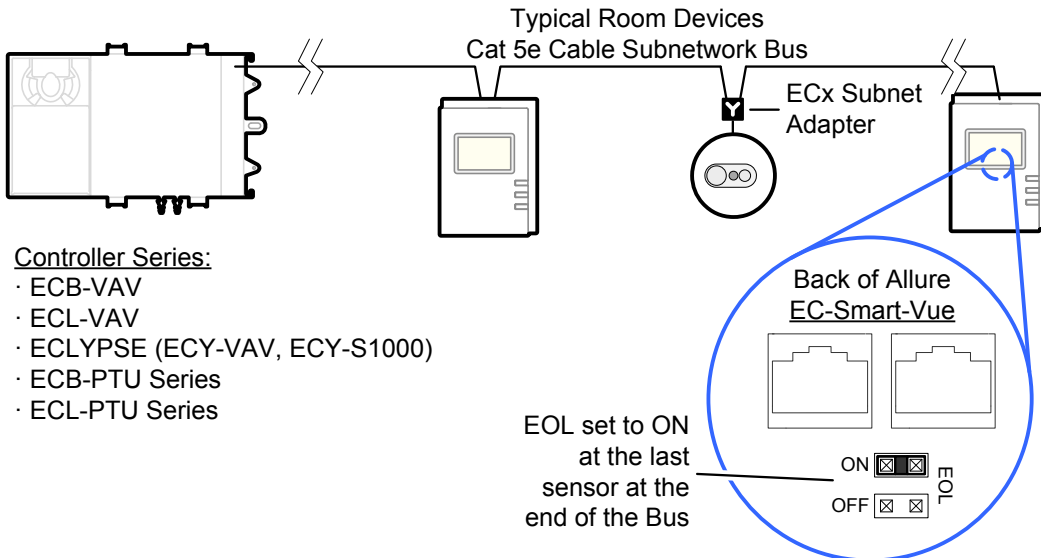 Typical Room Devices
Cat 5e Cable Subnetwork Bus
ECx Subnet
Adapter
Controller Series:
· ECB-VAV
· ECL-VAV
· ECLYPSE (ECY-VAV, ECY-S1000)
· ECB-PTU Series
· ECL-PTU Series
Back of Allure
EC-Smart-Vue
EOL set to ON
at the last
sensor at the
end of the Bus
ON
OFF
EOL